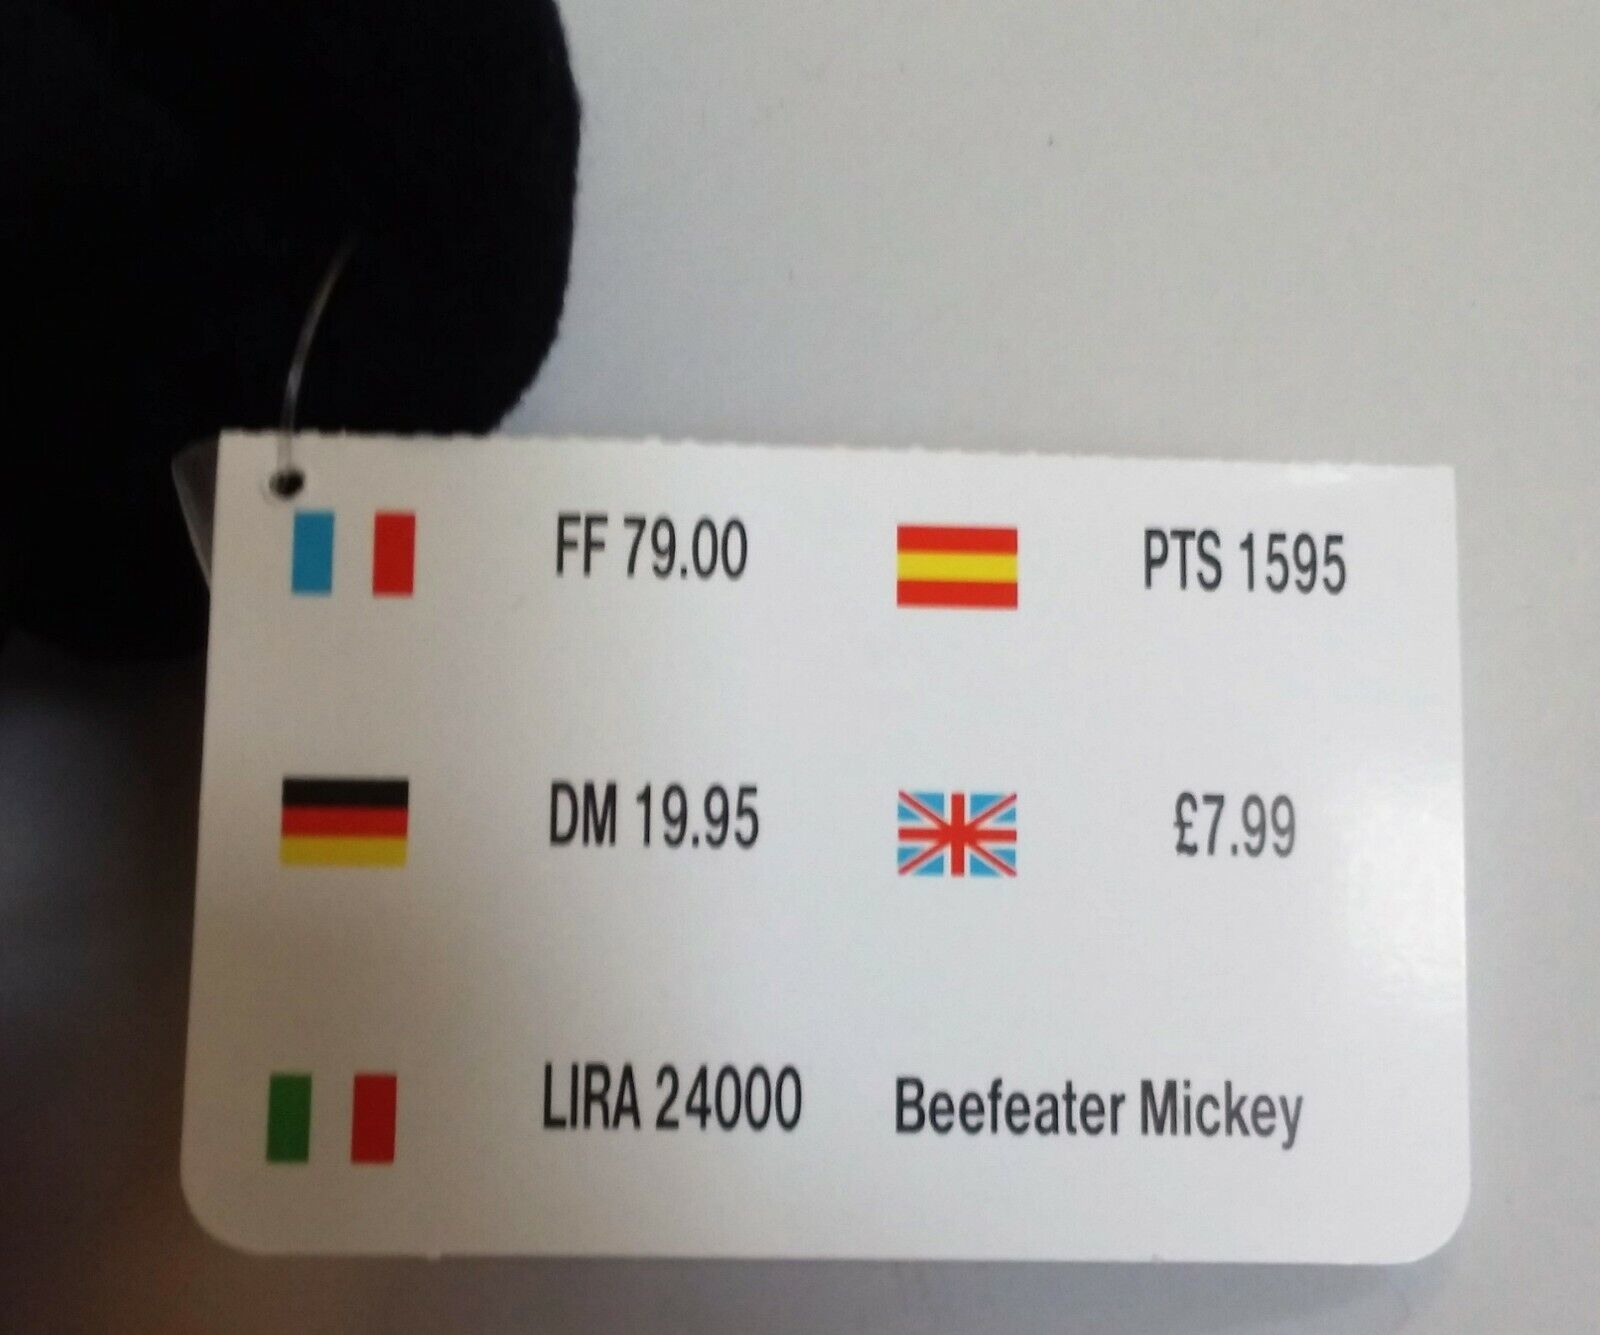 FF 79.00
PTS 1595
DM 19.95
£7.99
LIRA 24000
Beefeater Mickey